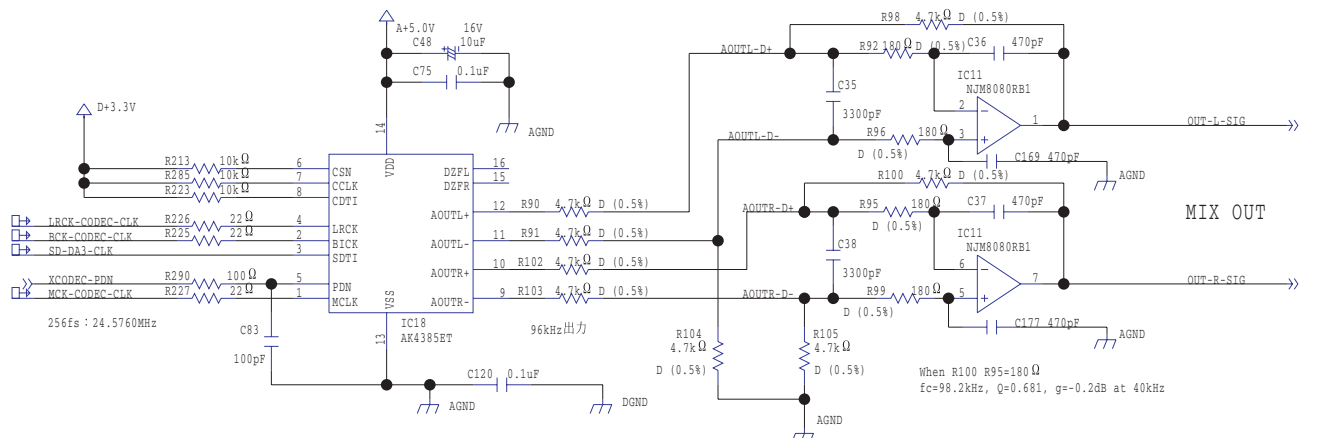 A+5.0V
16V
C48 10uF
C75 0.1uF
AGND
D+3.3V
R213 10kΩ
R285 10kΩ
R223 10kΩ
6 CSN
7 CCLK
8 CDTI
14 VDD
DZFL 16
DZFR 15
LRCK-CODEC-CLK R226 22Ω 4 LRCK
BCK-CODEC-CLK R225 22Ω 2 BICK
SD-DA3-CLK 3 SDTI
XCODEC-PDN R290 100Ω 5 PDN
MCK-CODEC-CLK R227 22Ω 1 MCLK
256fs：24.5760MHz
AOUTL+ 12 R90 4.7kΩ D (0.5%)
AOUTL- 11 R91 4.7kΩ D (0.5%)
AOUTR+ 10 R102 4.7kΩ D (0.5%)
AOUTR- 9 R103 4.7kΩ D (0.5%)
VSS 13
IC18
AK4385ET
96kHz出力
C83
100pF
C120 0.1uF
AGND
DGND
R98 4.7kΩ D (0.5%)
AOUTL-D+
R92 180Ω D (0.5%)
C36 470pF
C35
3300pF
IC11
NJM8080RB1
2 -
3 +
1
OUT-L-SIG
AOUTL-D-
R96 180Ω
D (0.5%)
C169 470pF
AGND
R100 4.7kΩ D (0.5%)
AOUTR-D+
R95 180Ω
D (0.5%)
C37 470pF
C38
3300pF
IC11
NJM8080RB1
6 -
5 +
7
OUT-R-SIG
MIX OUT
AOUTR-D-
R99 180Ω
D (0.5%)
C177 470pF
AGND
R104
4.7kΩ
D (0.5%)
R105
4.7kΩ
D (0.5%)
AGND
When R100 R95=180Ω
fc=98.2kHz, Q=0.681, g=-0.2dB at 40kHz